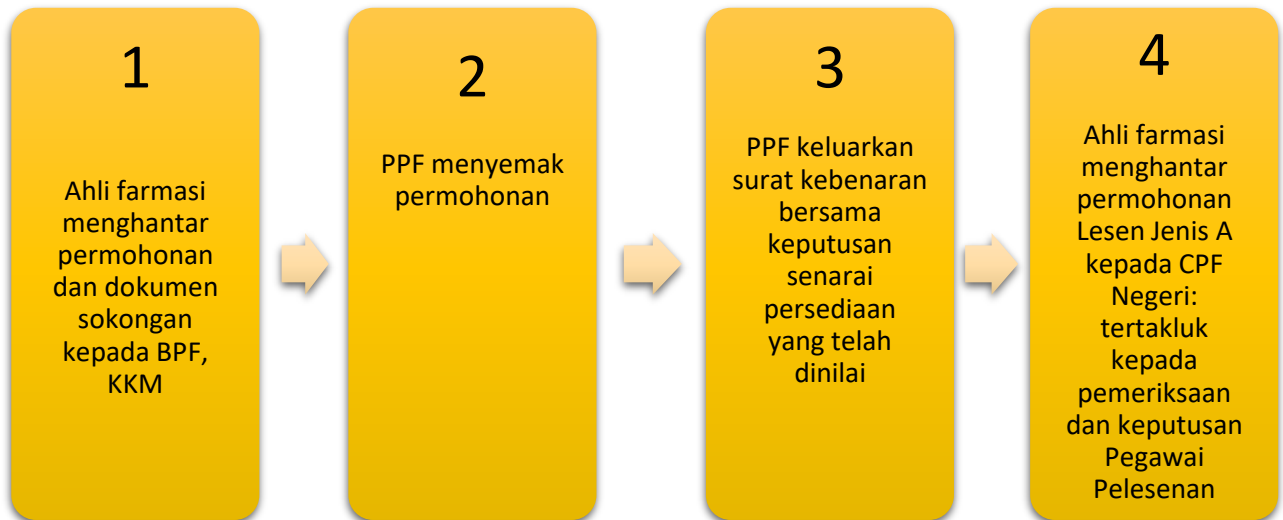 1
Ahli farmasi
menghantar
permohonan
dan dokumen
sokongan
kepada BPF,
KKM
2
PPF menyemak
permohonan
3
PPF keluarkan
surat kebenaran
bersama
keputusan
senarai
persediaan
yang telah
dinilai
4
Ahli farmasi
menghantar
permohonan
Lesen Jenis A
kepada CPF
Negeri:
tertakluk
kepada
pemeriksaan
dan keputusan
Pegawai
Pelesenan